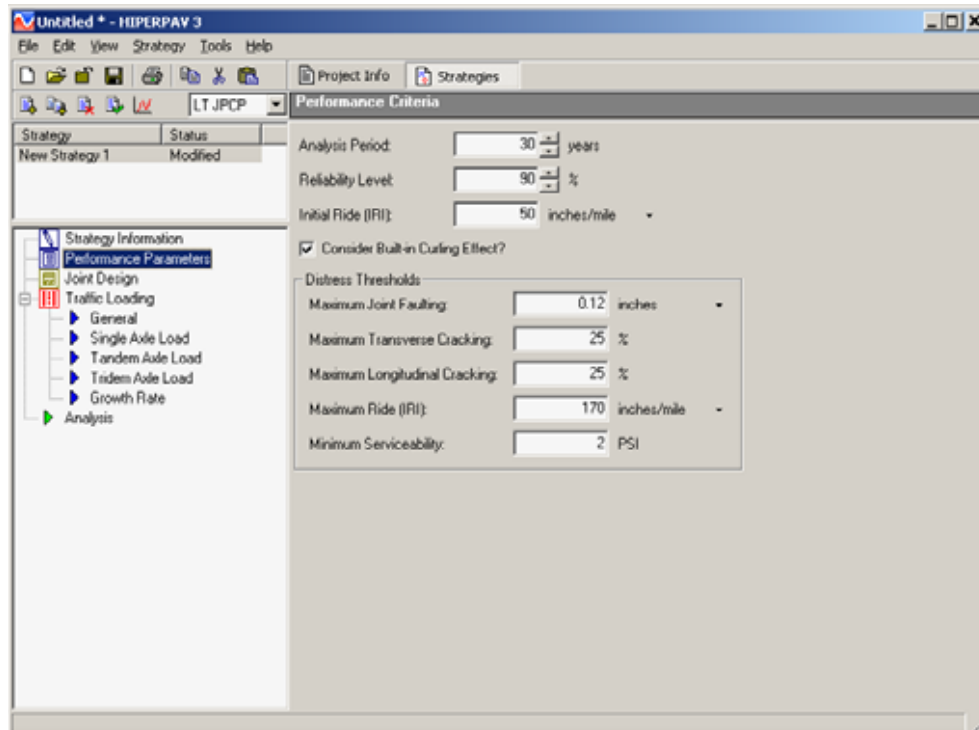 Untitled * - HIPERPAV 3
File Edit View Strategy Tools Help
Project Info Strategies
LT JPCP
Performance Criteria
Strategy Status
New Strategy 1 Modified
Analysis Period: 30 years
Reliability Level: 90 %
Initial Ride (IRI): 50 inches/mile
Consider Built-in Curling Effect?
Strategy Information
Performance Parameters
Joint Design
Traffic Loading
General
Single Axle Load
Tandem Axle Load
Tridem Axle Load
Growth Rate
Analysis
Distress Thresholds
Maximum Joint Faulting: 0.12 inches
Maximum Transverse Cracking: 25 %
Maximum Longitudinal Cracking: 25 %
Maximum Ride (IRI): 170 inches/mile
Minimum Serviceability: 2 PSI